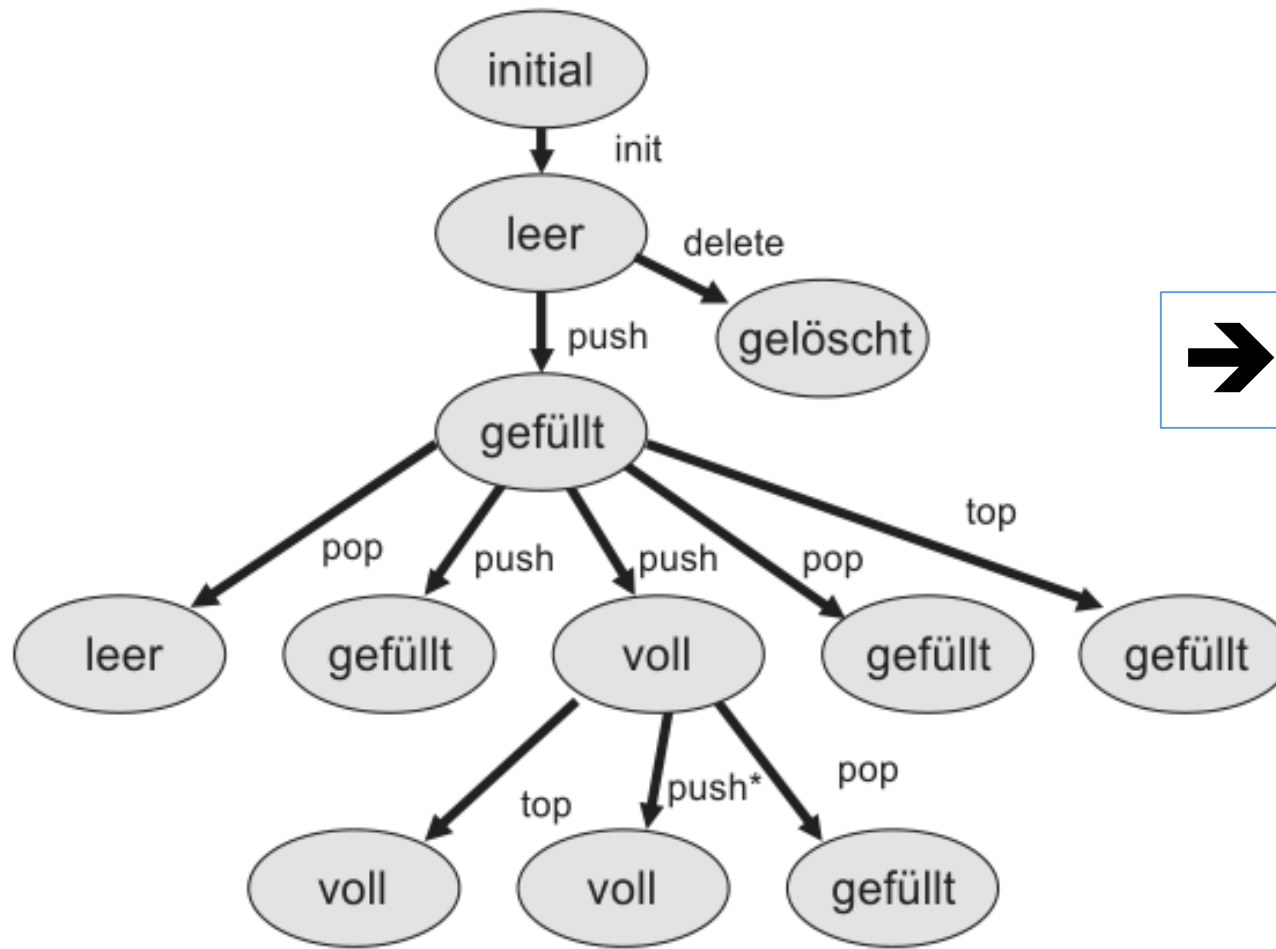 initial
init
leer
delete
gelöscht
push
gefüllt
top
pop
push
push
pop
leer
gefüllt
voll
gefüllt
gefüllt
top
push*
pop
voll
voll
gefüllt